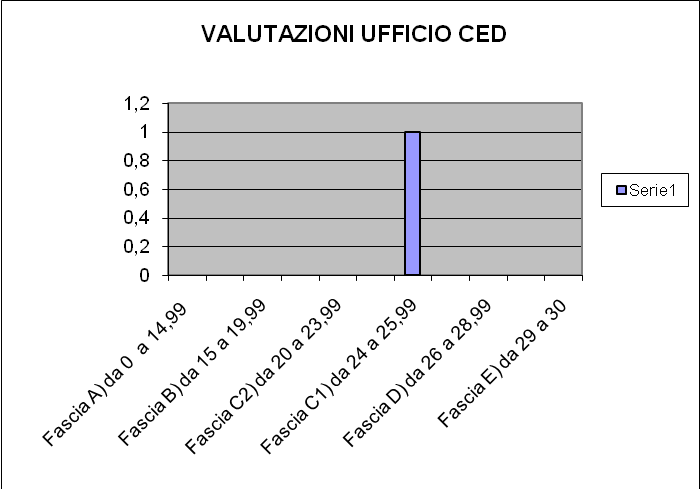 VALUTAZIONI UFFICIO CED
1,2
1
0,8
0,6
0,4
0,2
0
Serie1
Fascia A) da 0 a 14,99
Fascia B) da 15 a 19,99
Fascia C2) da 20 a 23,99
Fascia C1) da 24 a 25,99
Fascia D) da 26 a 28,99
Fascia E) da 29 a 30